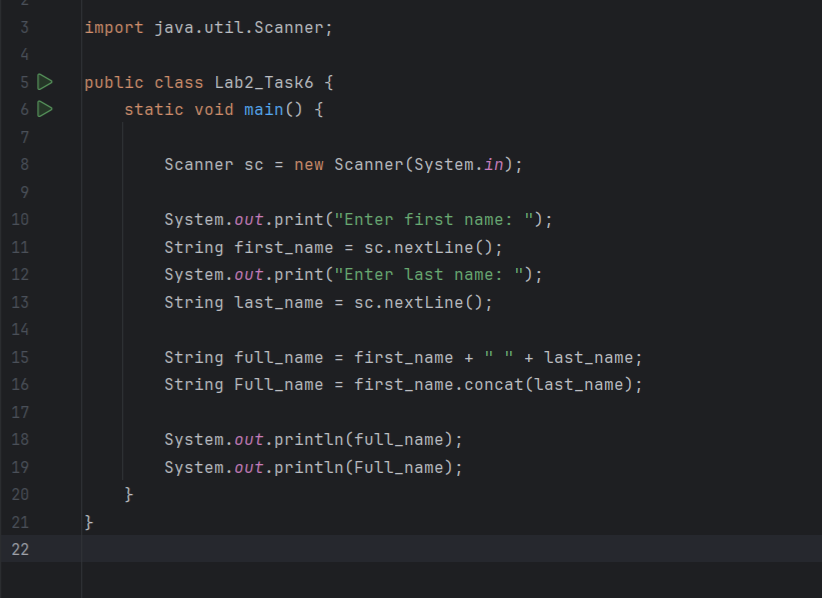 2
3 import java.util.Scanner;
4
5 public class Lab2_Task6 {
6     static void main() {
7
8         Scanner sc = new Scanner(System.in);
9
10         System.out.print("Enter first name: ");
11         String first_name = sc.nextLine();
12         System.out.print("Enter last name: ");
13         String last_name = sc.nextLine();
14
15         String full_name = first_name + " " + last_name;
16         String Full_name = first_name.concat(last_name);
17
18         System.out.println(full_name);
19         System.out.println(Full_name);
20     }
21 }
22